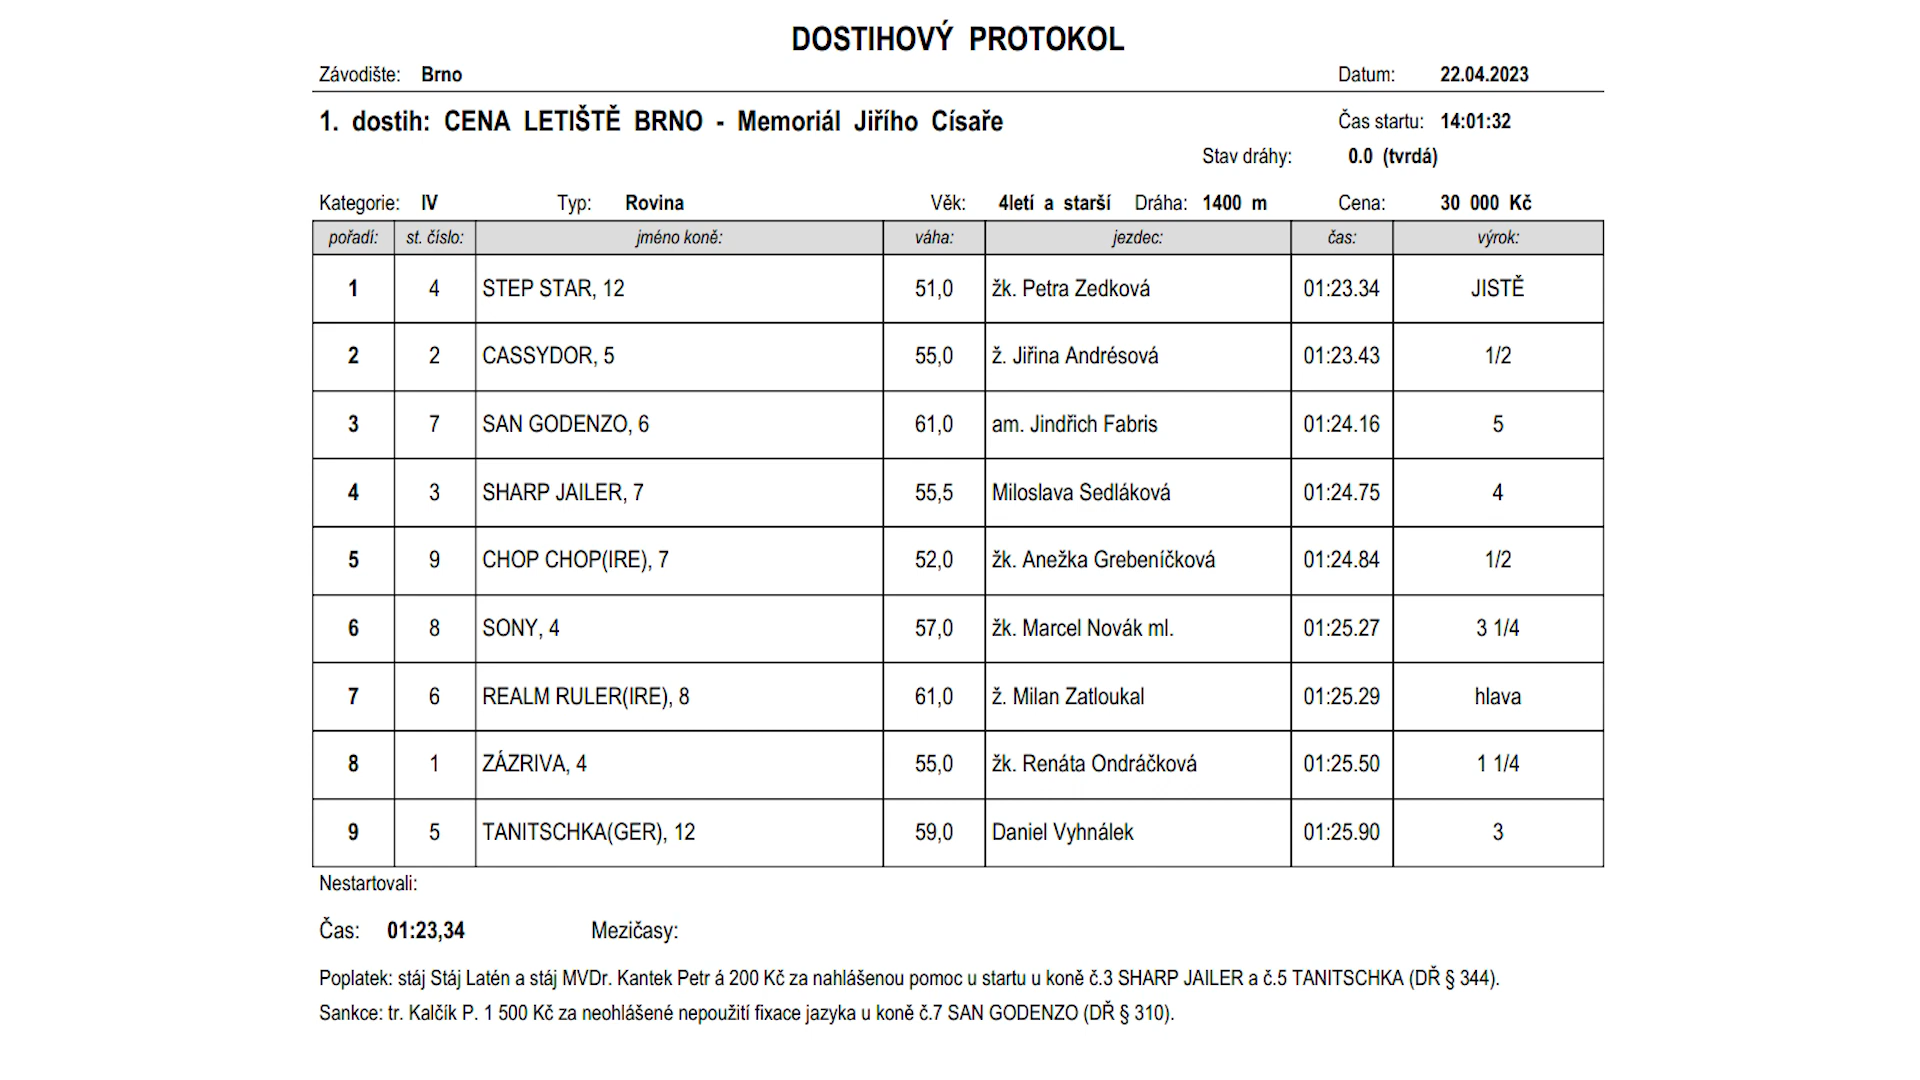 DOSTIHOVÝ PROTOKOL
Závodište: Brno Datum: 22.04.2023
1. dostih: CENA LETIŠTĚ BRNO - Memoriál Jiřího Císaře Čas startu: 14:01:32
Stav dráhy: 0.0 (tvrdá)
Kategorie: IV Typ: Rovina Věk: 4letí a starší Dráha: 1400 m Cena: 30 000 Kč
pořadí: st. číslo: jméno koně: váha: jezdec: čas: výrok:
1 4 STEP STAR, 12 51,0 žk. Petra Zedková 01:23.34 JISTĚ
2 2 CASSYDOR, 5 55,0 ž. Jiřina Andrésová 01:23.43 1/2
3 7 SAN GODENZO, 6 61,0 am. Jindřich Fabris 01:24.16 5
4 3 SHARP JAILER, 7 55,5 Miloslava Sedláková 01:24.75 4
5 9 CHOP CHOP(IRE), 7 52,0 žk. Anežka Grebeníčková 01:24.84 1/2
6 8 SONY, 4 57,0 žk. Marcel Novák ml. 01:25.27 3 1/4
7 6 REALM RULER(IRE), 8 61,0 ž. Milan Zatloukal 01:25.29 hlava
8 1 ZÁZRIVA, 4 55,0 žk. Renáta Ondráčková 01:25.50 1 1/4
9 5 TANITSCHKA(GER), 12 59,0 Daniel Vyhnálek 01:25.90 3
Nestartovali:
Čas: 01:23,34 Mezičasy:
Poplatek: stáj Stáj Latén a stáj MVDr. Kantek Petr á 200 Kč za nahlášenou pomoc u startu u koně č.3 SHARP JAILER a č.5 TANITSCHKA (DŘ § 344).
Sankce: tr. Kalčík P. 1 500 Kč za neohlášené nepoužití fixace jazyka u koně č.7 SAN GODENZO (DŘ § 310).